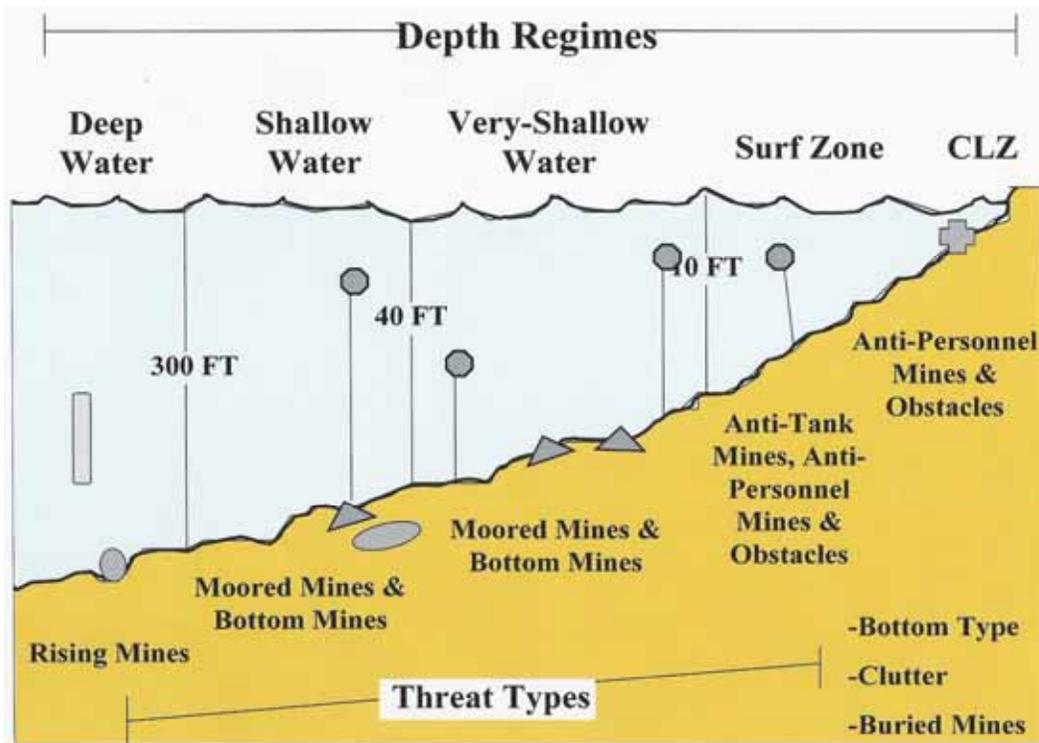 Depth Regimes
Deep
Water
Shallow
Water
Very-Shallow
Water
Surf Zone
CLZ
300 FT
40 FT
10 FT
Rising Mines
Moored Mines &
Bottom Mines
Moored Mines &
Bottom Mines
Anti-Tank
Mines, Anti-
Personnel
Mines &
Obstacles
Anti-Personnel
Mines &
Obstacles
Threat Types
-Bottom Type
-Clutter
-Buried Mines